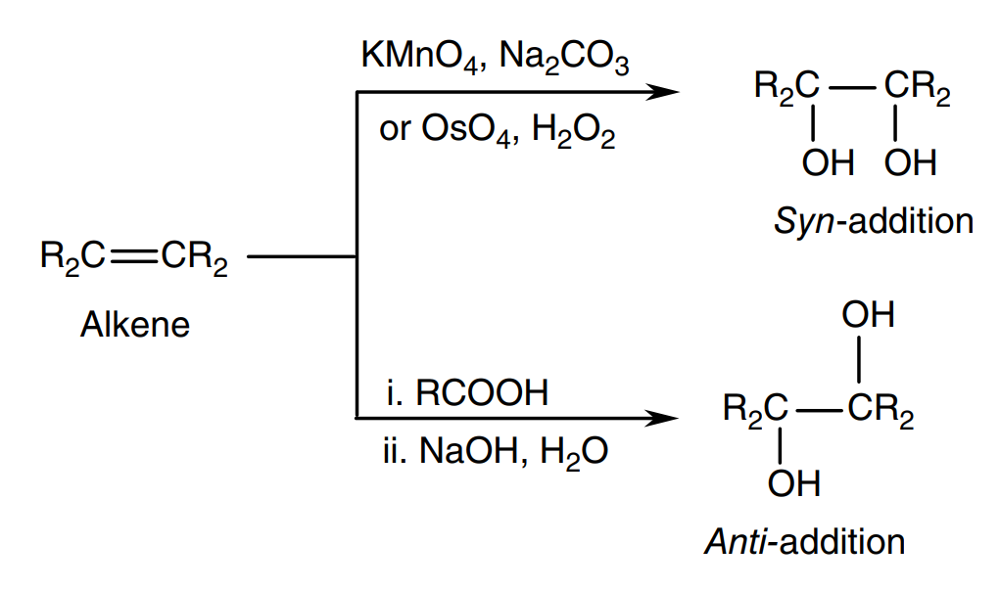 KMnO₄, Na₂CO₃
or OsO₄, H₂O₂
R₂C — CR₂
OH OH
Syn-addition
R₂C=CR₂
Alkene
i. RCOOH
ii. NaOH, H₂O
OH
R₂C—CR₂
OH
Anti-addition